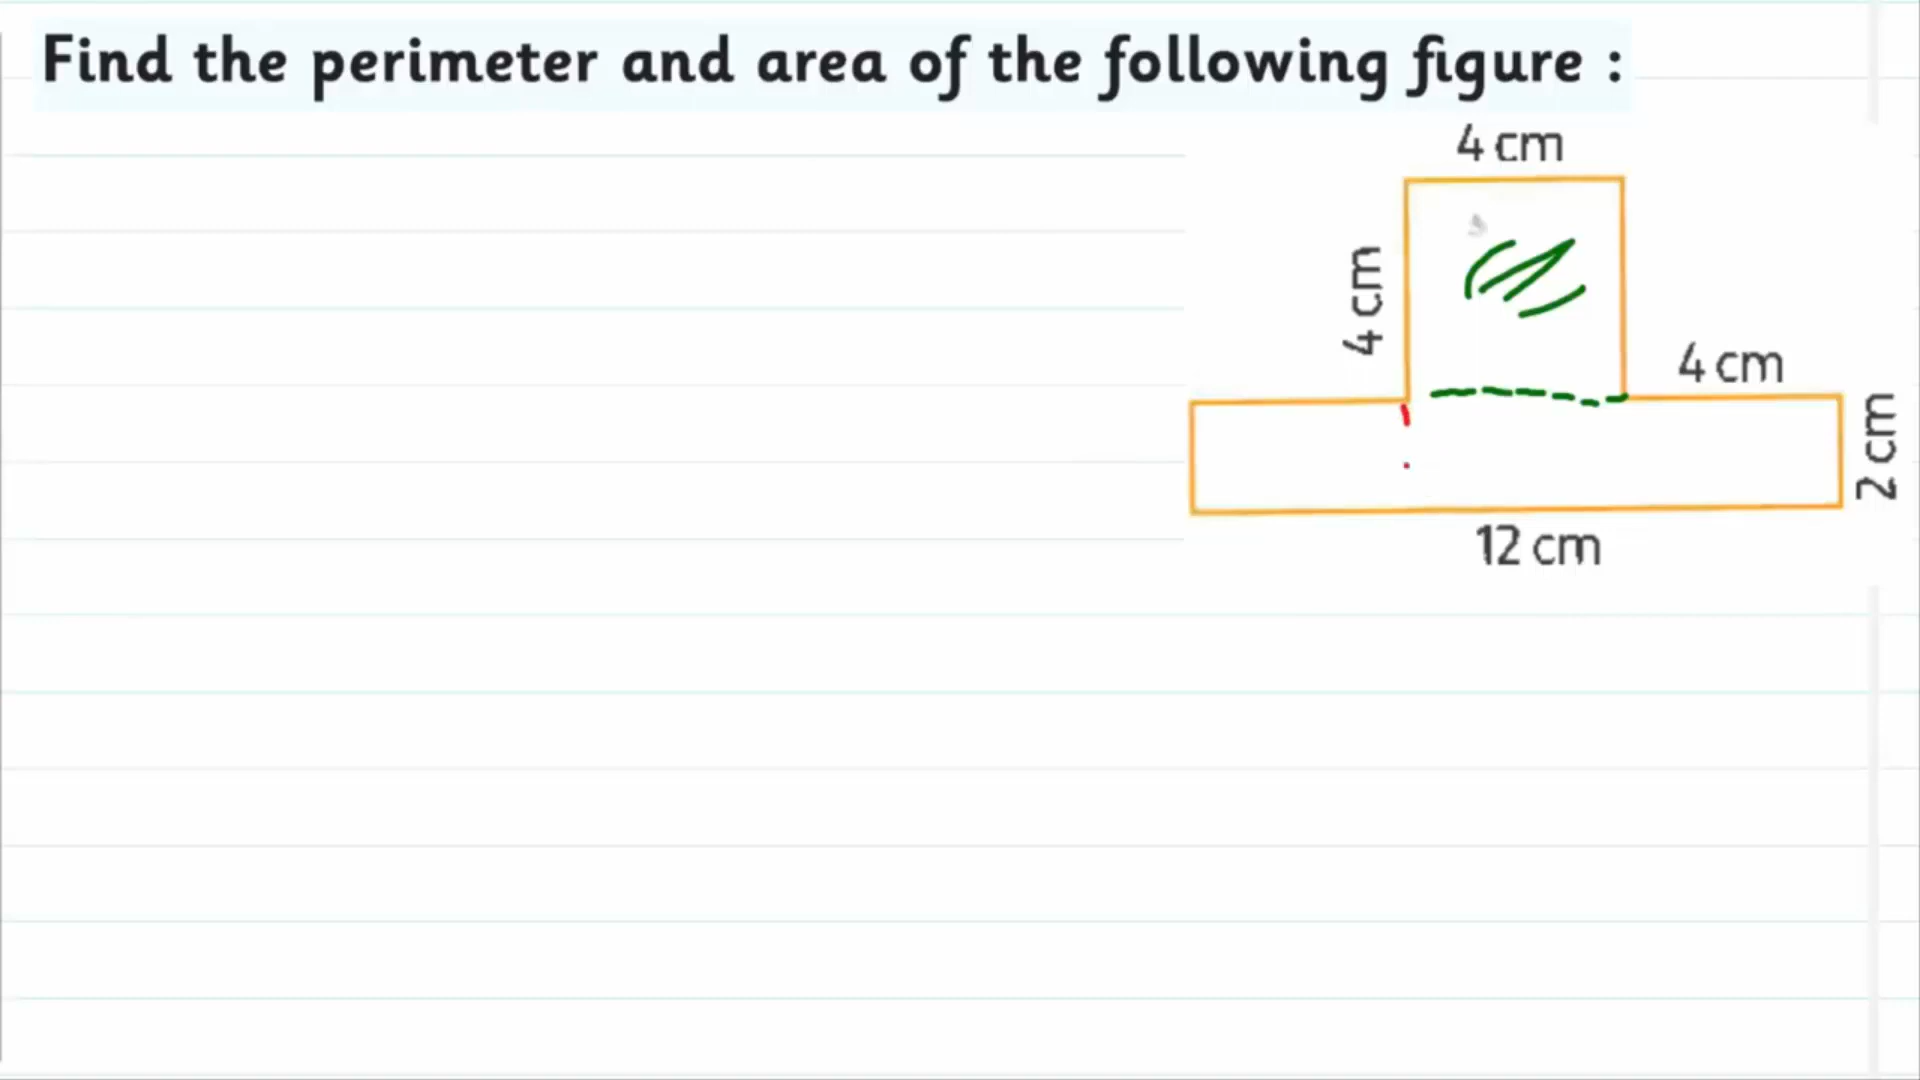 Find the perimeter and area of the following figure :
4 cm
4 cm
4 cm
2 cm
12 cm